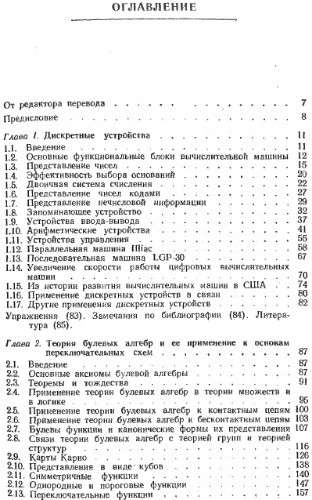 ОГЛАВЛЕНИЕ
От редактора перевода . . . . . . . . . . . 7
Предисловие . . . . . . . . . . . 8
Глава 1. Дискретные устройства . . . . . . . . . . . 11
1.1. Введение . . . . . . . . . . . 11
1.2. Основные функциональные блоки вычислительной машины 12
1.3. Представление чисел . . . . . . . . . . . 15
1.4. Эффективность выбора оснований . . . . . . . . . . . 20
1.5. Двоичная система счисления . . . . . . . . . . . 22
1.6. Представление чисел кодами . . . . . . . . . . . 27
1.7. Представление нечисловой информации . . . . . . . . . . . 29
1.8. Запоминающее устройство . . . . . . . . . . . 32
1.9. Устройства ввода-вывода . . . . . . . . . . . 37
1.10. Арифметические устройства . . . . . . . . . . . 41
1.11. Устройства управления . . . . . . . . . . . 55
1.12. Параллельная машина Illiac . . . . . . . . . . . 58
1.13. Последовательная машина LGP-30 . . . . . . . . . . . 67
1.14. Увеличение скорости работы цифровых вычислительных
машин . . . . . . . . . . . 70
1.15. Из истории развития вычислительных машин в США . . . 74
1.16. Применение дискретных устройств в связи . . . . . . 80
1.17. Другие применения дискретных устройств . . . . . . 82
Упражнения (83). Замечания по библиографии (84). Литера-
тура (85).
Глава 2. Теория булевых алгебр и ее применение к основам
переключательных схем . . . . . . . . . . . 87
2.1. Введение . . . . . . . . . . . 87
2.2. Основные аксиомы булевой алгебры . . . . . . . . . . . 87
2.3. Теоремы и тождества . . . . . . . . . . . 91
2.4. Применение теории булевых алгебр в теории множеств и
в логике . . . . . . . . . . . 95
2.5. Применение теории булевых алгебр к контактным цепям 100
2.6. Применение теории булевых алгебр к бесконтактным цепям 103
2.7. Булевы функции и канонические формы их представления 107
2.8. Связи теории булевых алгебр с теорией групп и теорией
структур . . . . . . . . . . . 116
2.9. Карты Карно . . . . . . . . . . . 126
2.10. Представления в виде кубов . . . . . . . . . . . 138
2.11. Симметричные функции . . . . . . . . . . . 140
2.12. Однородные и пороговые функции . . . . . . . . . . . 147
2.13. Переключательные функции . . . . . . . . . . . 157